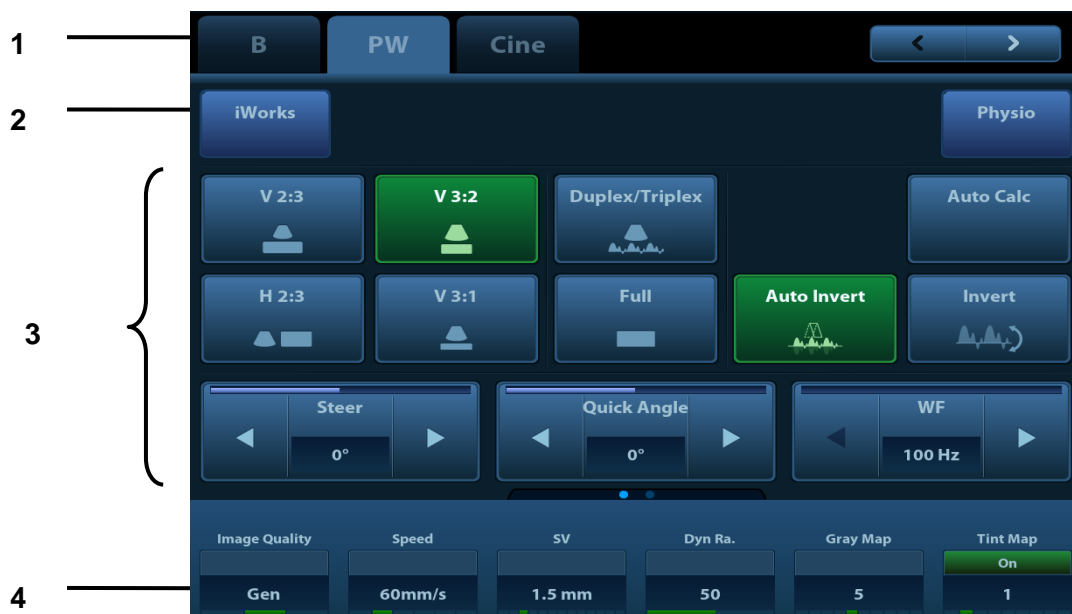 1
B PW Cine < >
2
iWorks Physio
V 2:3 V 3:2 Duplex/Triplex Auto Calc
3
H 2:3 V 3:1 Full Auto Invert Invert
Steer Quick Angle WF
0° 0° 100 Hz
Image Quality Speed SV Dyn Ra. Gray Map Tint Map
On
4
Gen 60mm/s 1.5 mm 50 5 1